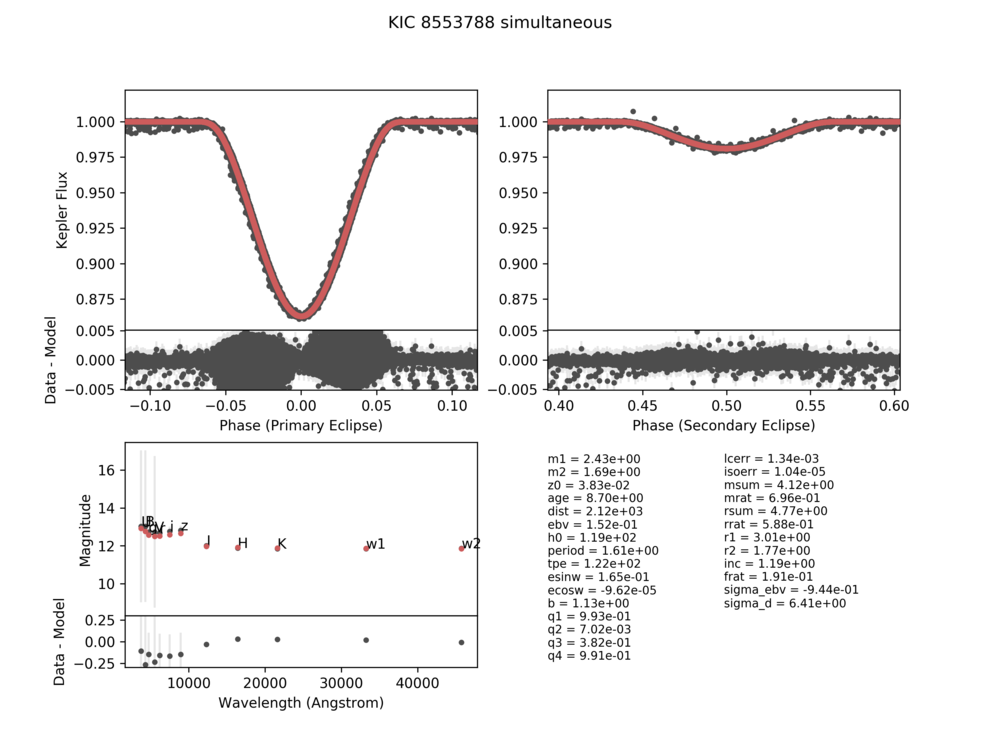 KIC 8553788 simultaneous
1.000
0.975
0.950
0.925
0.900
0.875
Kepler Flux
0.005
0.000
−0.005
Data - Model
−0.10 −0.05 0.00 0.05 0.10
Phase (Primary Eclipse)
1.000
0.975
0.950
0.925
0.900
0.875
0.005
0.000
−0.005
0.40 0.45 0.50 0.55 0.60
Phase (Secondary Eclipse)
16
14
12
10
Magnitude
i z J H K w1 w2
0.25
0.00
−0.25
Data - Model
10000 20000 30000 40000
Wavelength (Angstrom)
m1 = 2.43e+00
m2 = 1.69e+00
z0 = 3.83e-02
age = 8.70e+00
dist = 2.12e+03
ebv = 1.52e-01
h0 = 1.19e+02
period = 1.61e+00
tpe = 1.22e+02
esinw = 1.65e-01
ecosw = -9.62e-05
b = 1.13e+00
q1 = 9.93e-01
q2 = 7.02e-03
q3 = 3.82e-01
q4 = 9.91e-01
lcerr = 1.34e-03
isoerr = 1.04e-05
msum = 4.12e+00
mrat = 6.96e-01
rsum = 4.77e+00
rrat = 5.88e-01
r1 = 3.01e+00
r2 = 1.77e+00
inc = 1.19e+00
frat = 1.91e-01
sigma_ebv = -9.44e-01
sigma_d = 6.41e+00